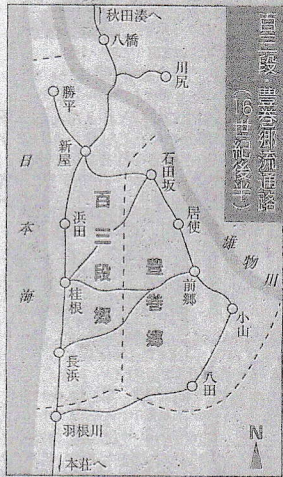 百三段 豊巻郷流通路
（16世紀後半）
秋田湊へ
八橋
川尻
勝平
新屋
石田坂
日本海
浜田
百三段郷
居使
雄物川
豊巻郷
桂根
前郷
小山
長浜
八田
羽根川
本荘へ
N